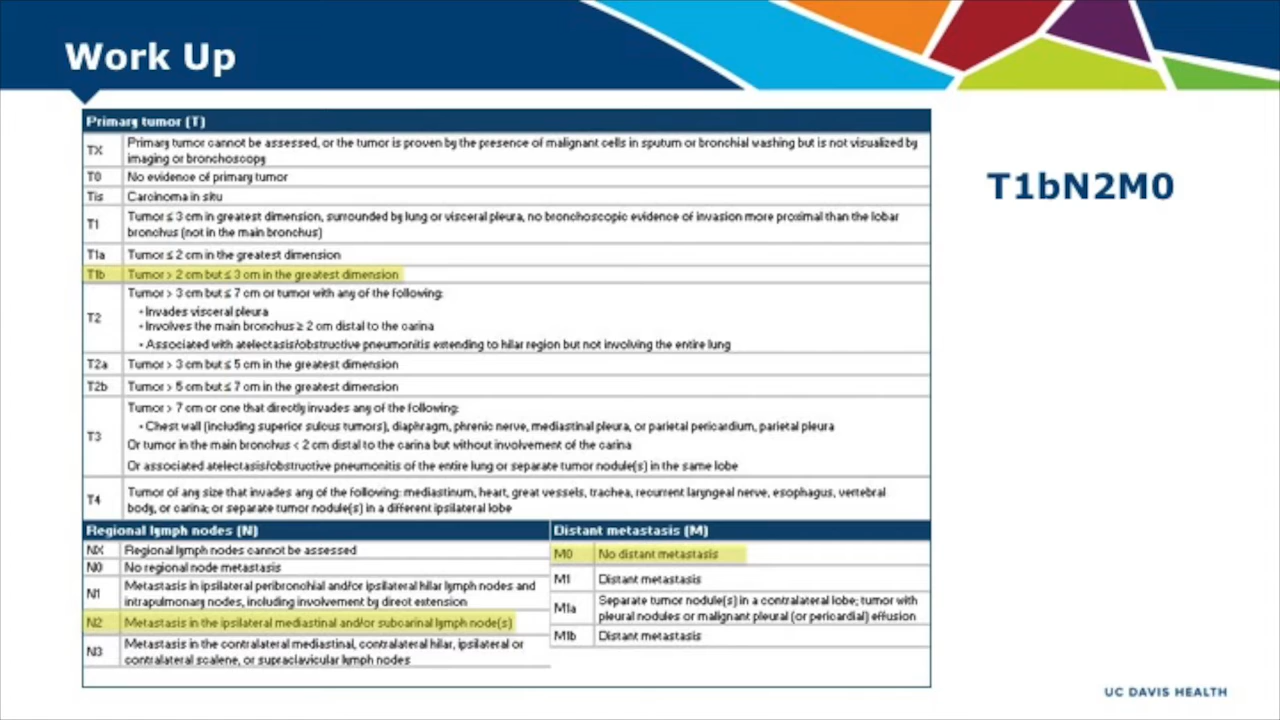 Work Up
Primary tumor (T)
TX Primary tumor cannot be assessed, or the tumor is proven by the presence of malignant cells in sputum or bronchial washing but is not visualized by
imaging or bronchoscopy
T0 No evidence of primary tumor
Tis Carcinoma in situ
T1 Tumor ≤ 3 cm in greatest dimension, surrounded by lung or visceral pleura, no bronchoscopic evidence of invasion more proximal than the lobar
bronchus (not in the main bronchus)
T1a Tumor ≤ 2 cm in the greatest dimension
T1b Tumor > 2 cm but ≤ 3 cm in the greatest dimension
T2 Tumor > 3 cm but ≤ 7 cm or tumor with any of the following:
• Invades visceral pleura
• Involves the main bronchus ≥ 2 cm distal to the carina
• Associated with atelectasis/obstructive pneumonitis extending to hilar region but not involving the entire lung
T2a Tumor > 3 cm but ≤ 5 cm in the greatest dimension
T2b Tumor > 5 cm but ≤ 7 cm in the greatest dimension
T3 Tumor > 7 cm or one that directly invades any of the following:
• Chest wall (including superior sulcus tumors), diaphragm, phrenic nerve, mediastinal pleura, or parietal pericardium, parietal pleura
Or tumor in the main bronchus < 2 cm distal to the carina but without involvement of the carina
Or associated atelectasis/obstructive pneumonitis of the entire lung or separate tumor nodule(s) in the same lobe
T4 Tumor of any size that invades any of the following: mediastinum, heart, great vessels, trachea, recurrent laryngeal nerve, esophagus, vertebral
body, or carina; or separate tumor nodule(s) in a different ipsilateral lobe
Regional lymph nodes (N)
NX Regional lymph nodes cannot be assessed
N0 No regional node metastasis
N1 Metastasis in ipsilateral peribronchial and/or ipsilateral hilar lymph nodes and
intrapulmonary nodes, including involvement by direct extension
N2 Metastasis in the ipsilateral mediastinal and/or subcarinal lymph node(s)
N3 Metastasis in the contralateral mediastinal, contralateral hilar, ipsilateral or
contralateral scalene, or supraclavicular lymph nodes
Distant metastasis (M)
M0 No distant metastasis
M1 Distant metastasis
M1a Separate tumor nodule(s) in a contralateral lobe; tumor with
pleural nodules or malignant pleural (or pericardial) effusion
M1b Distant metastasis
T1bN2M0
UC DAVIS HEALTH